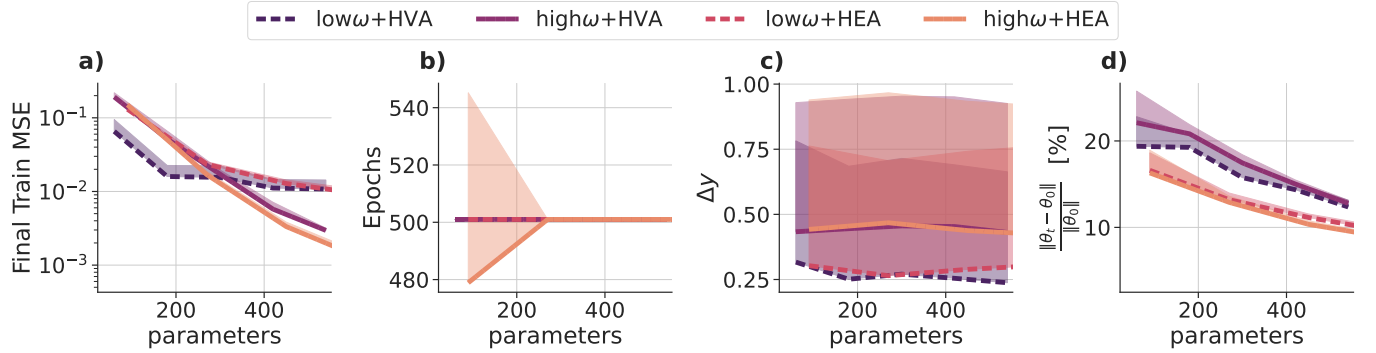 lowω+HVA highω+HVA lowω+HEA highω+HEA
a) b) c) d)
Final Train MSE
10⁻¹
10⁻²
10⁻³
200 400
parameters
Epochs
540
520
500
480
200 400
parameters
Δy
1.00
0.75
0.50
0.25
200 400
parameters
‖θt − θ0‖ / ‖θ0‖ [%]
20
10
200 400
parameters